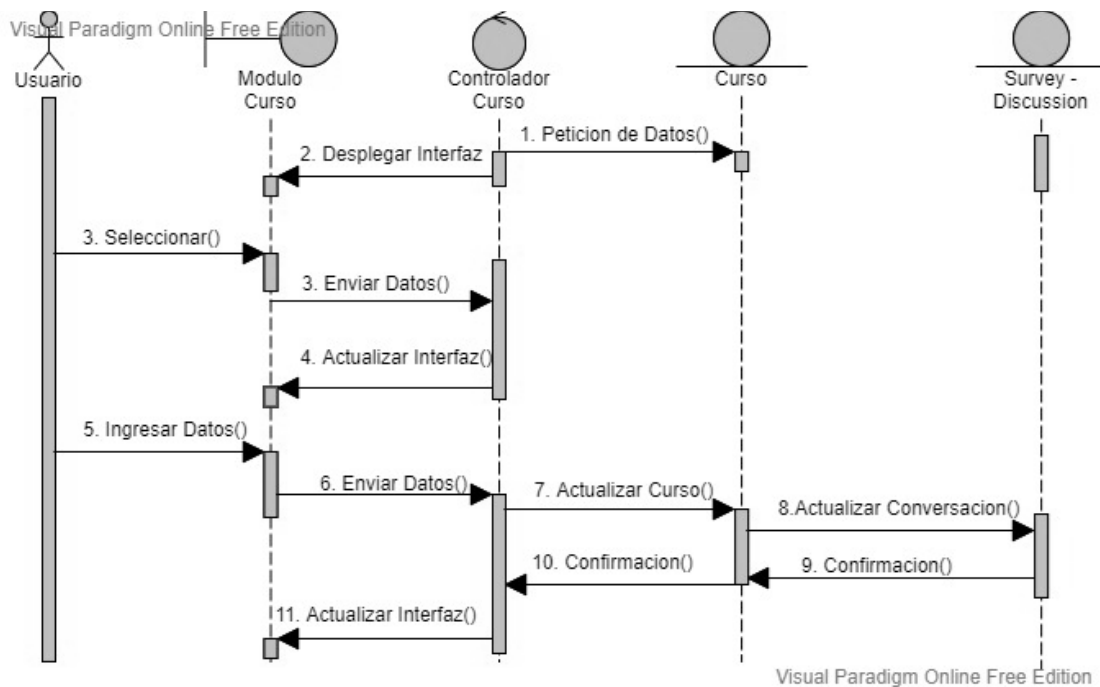 Visual Paradigm Online Free Edition
Usuario
Modulo
Curso
Controlador
Curso
Curso
Survey -
Discussion
1. Peticion de Datos()
2. Desplegar Interfaz
3. Seleccionar()
3. Enviar Datos()
4. Actualizar Interfaz()
5. Ingresar Datos()
6. Enviar Datos()
7. Actualizar Curso()
8.Actualizar Conversacion()
10. Confirmacion()
9. Confirmacion()
11. Actualizar Interfaz()
Visual Paradigm Online Free Edition